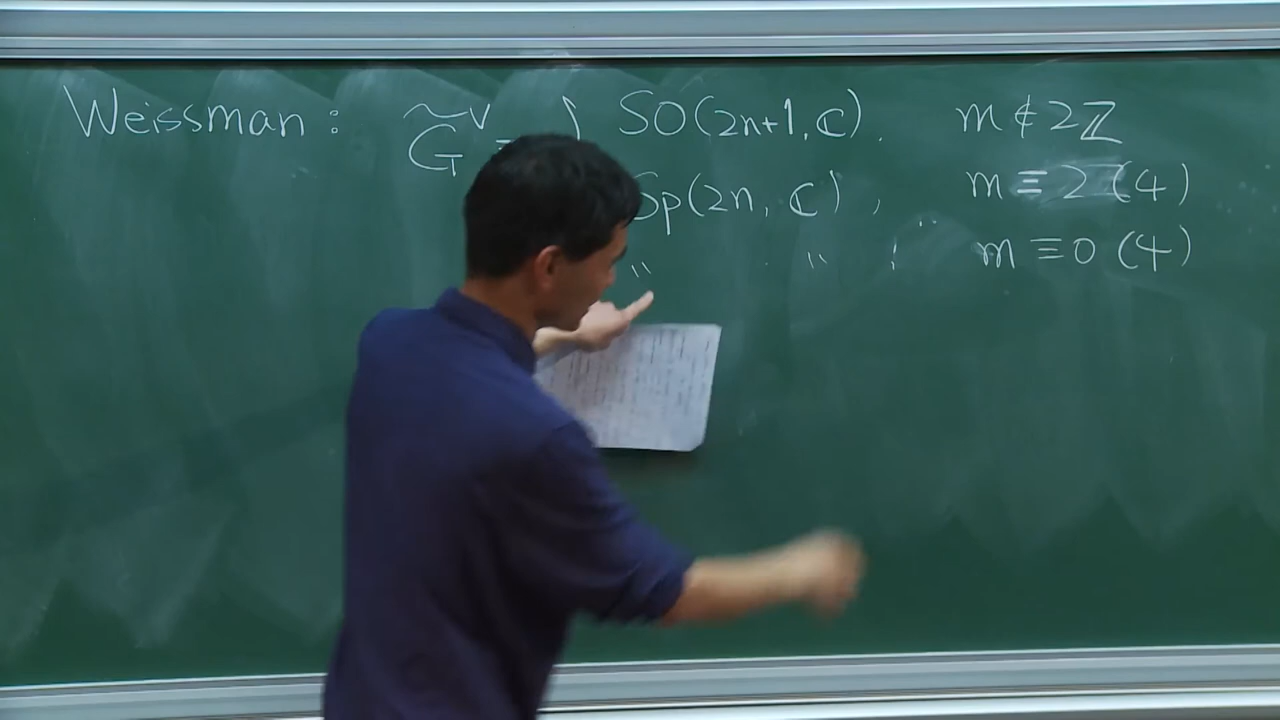 Weissman: G̃^∨ = { SO(2n+1, ℂ). m ∉ 2ℤ
Sp(2n, ℂ), m ≡ 2 (4)
" " , m ≡ 0 (4)